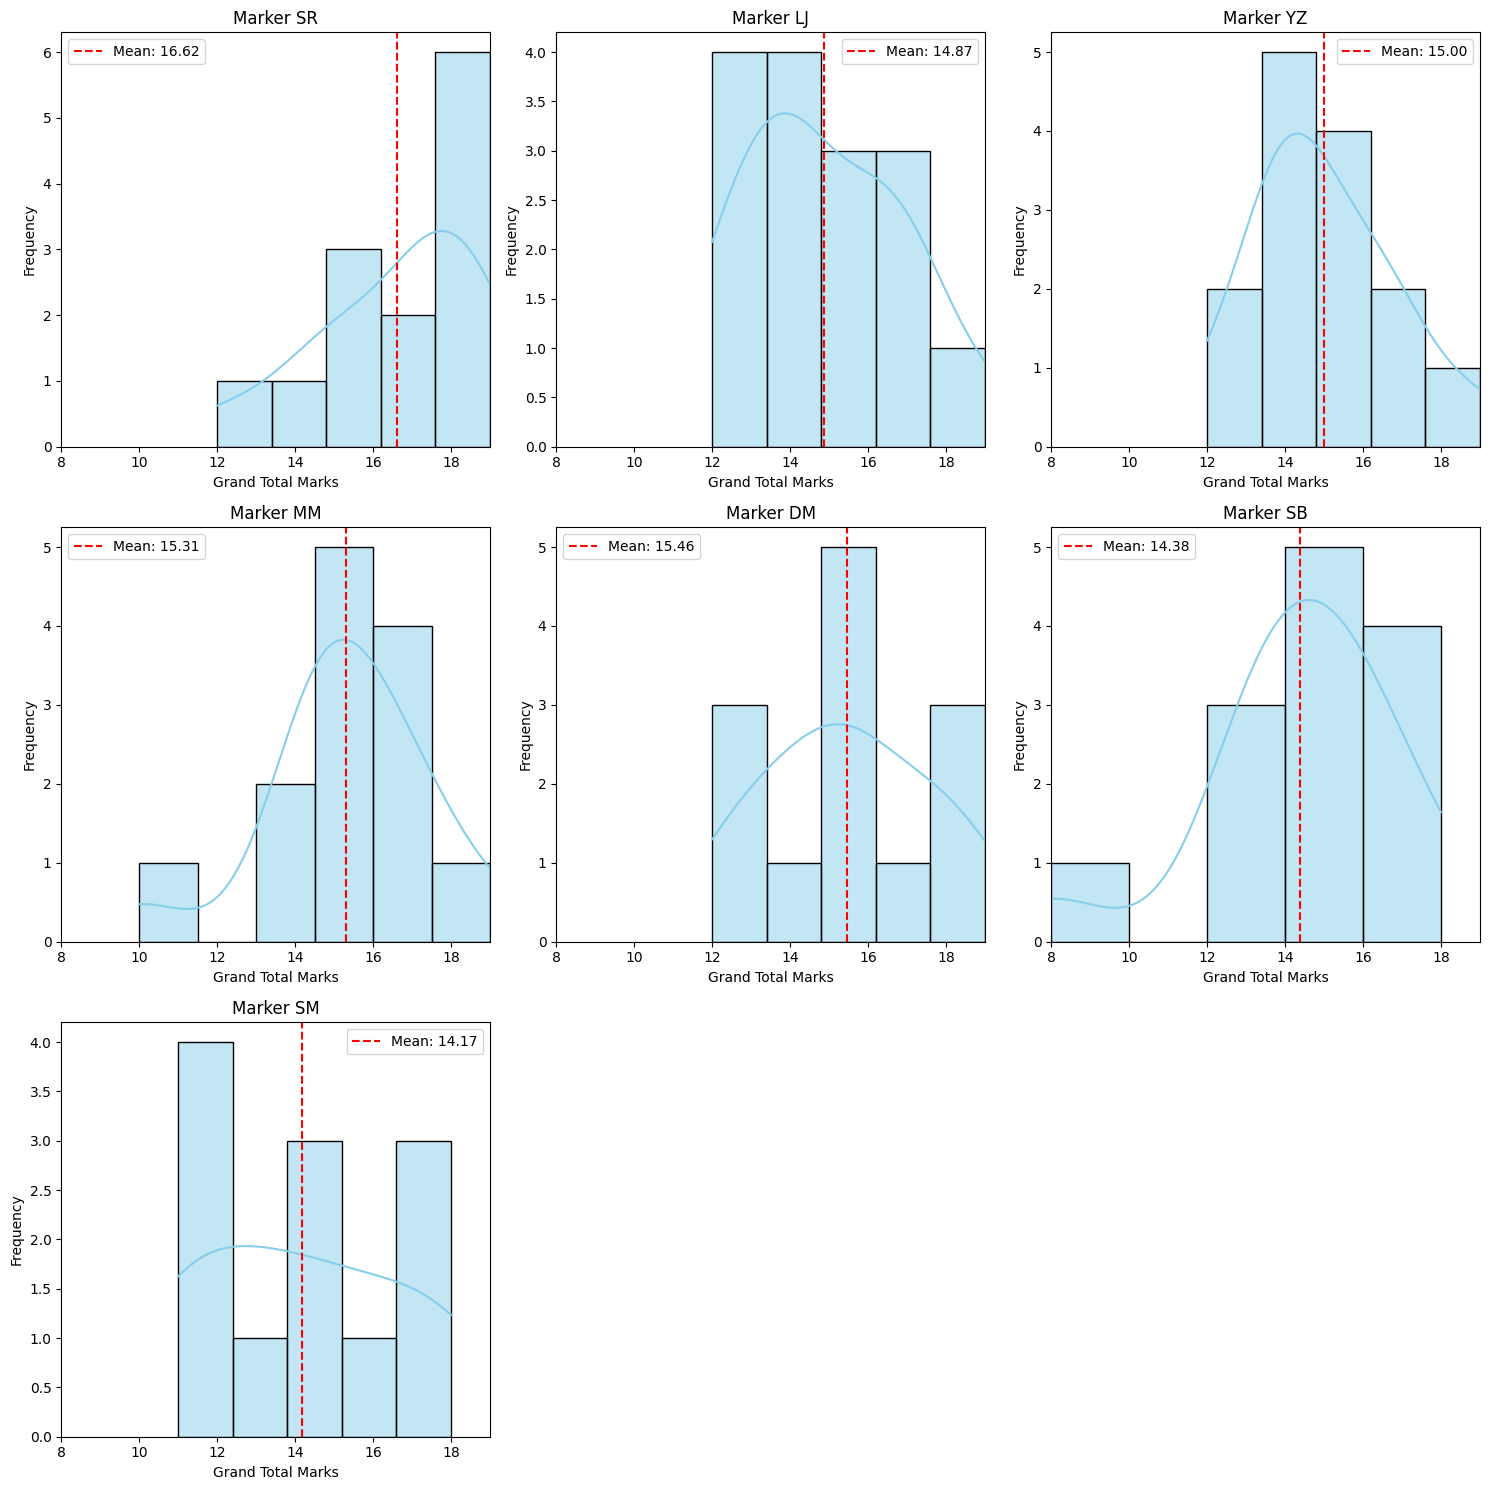 Marker SR
Mean: 16.62
6
5
4
3
2
1
0
Frequency
8 10 12 14 16 18
Grand Total Marks
Marker LJ
Mean: 14.87
4.0
3.5
3.0
2.5
2.0
1.5
1.0
0.5
0.0
Frequency
8 10 12 14 16 18
Grand Total Marks
Marker YZ
Mean: 15.00
5
4
3
2
1
0
Frequency
8 10 12 14 16 18
Grand Total Marks
Marker MM
Mean: 15.31
5
4
3
2
1
0
Frequency
8 10 12 14 16 18
Grand Total Marks
Marker DM
Mean: 15.46
5
4
3
2
1
0
Frequency
8 10 12 14 16 18
Grand Total Marks
Marker SB
Mean: 14.38
5
4
3
2
1
0
Frequency
8 10 12 14 16 18
Grand Total Marks
Marker SM
Mean: 14.17
4.0
3.5
3.0
2.5
2.0
1.5
1.0
0.5
0.0
Frequency
8 10 12 14 16 18
Grand Total Marks